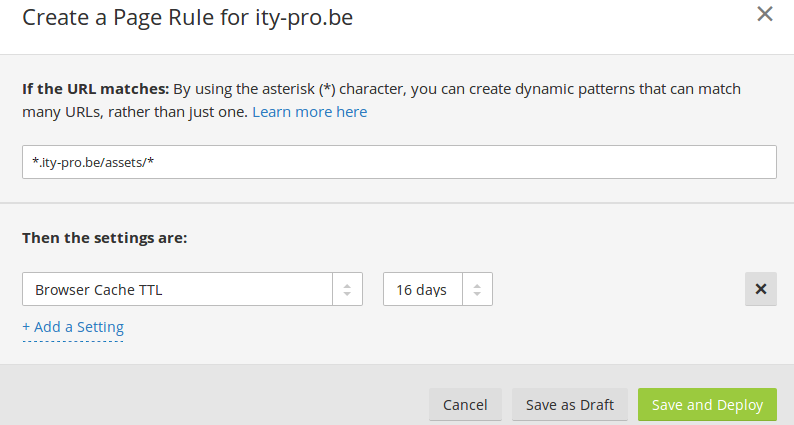 Create a Page Rule for ity-pro.be
If the URL matches: By using the asterisk (*) character, you can create dynamic patterns that can match
many URLs, rather than just one. Learn more here
*.ity-pro.be/assets/*
Then the settings are:
Browser Cache TTL
16 days
+ Add a Setting
Cancel
Save as Draft
Save and Deploy